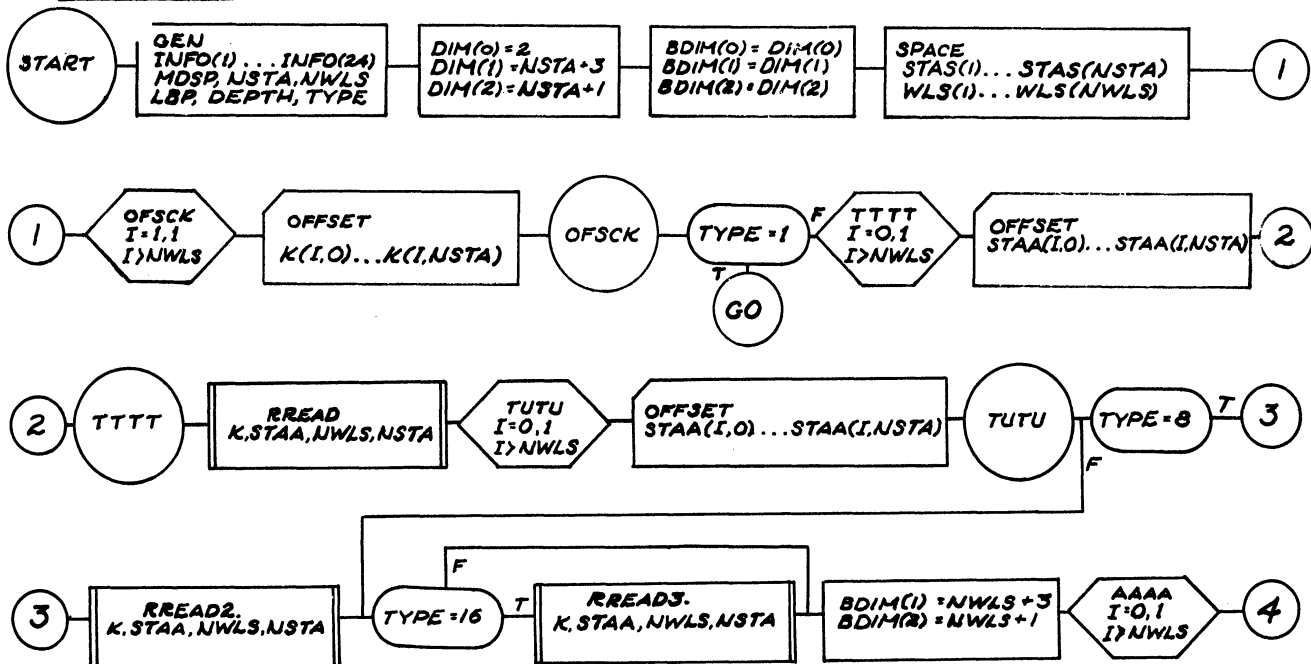 START
GEN
INFO(1)...INFO(24)
MDSP, NSTA, NWLS
LBP, DEPTH, TYPE
DIM(0)=2
DIM(1)=NSTA+3
DIM(2)=NSTA+1
BDIM(0)=DIM(0)
BDIM(1)=DIM(1)
BDIM(2)=DIM(2)
SPACE
STAS(1)...STAS(NSTA)
WLS(1)...WLS(NWLS)
1
1
OFSCK
I=1,1
I>NWLS
OFFSET
K(I,0)...K(I,NSTA)
OFSCK
TYPE=1
F
T
GO
TTTT
I=0,1
I>NWLS
OFFSET
STAA(I,0)...STAA(I,NSTA)
2
2
TTTT
RREAD
K,STAA,NWLS,NSTA
TUTU
I=0,1
I>NWLS
OFFSET
STAA(I,0)...STAA(I,NSTA)
TUTU
TYPE=8
T
3
F
3
RREAD2.
K,STAA,NWLS,NSTA
TYPE=16
F
T
RREAD3.
K,STAA,NWLS,NSTA
BDIM(1)=NWLS+3
BDIM(2)=NWLS+1
AAAA
I=0,1
I>NWLS
4